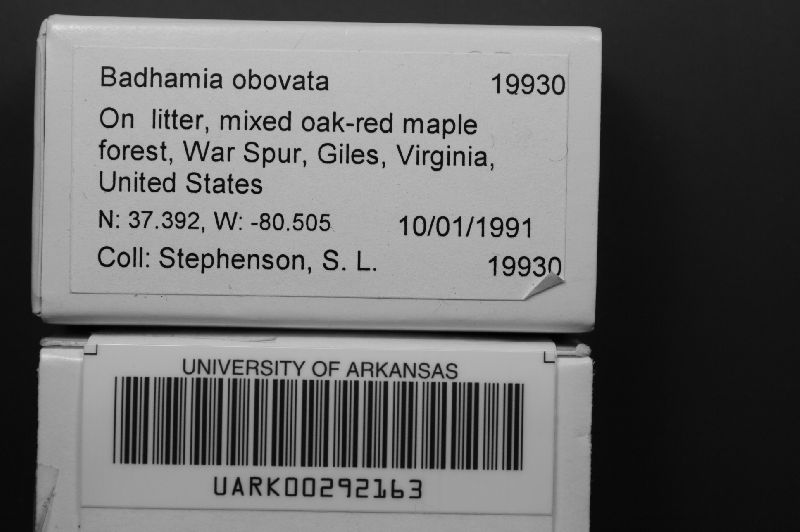 Badhamia obovata 19930
On litter, mixed oak-red maple
forest, War Spur, Giles, Virginia,
United States
N: 37.392, W: -80.505 10/01/1991
Coll: Stephenson, S. L. 19930
UNIVERSITY OF ARKANSAS
UARK00292163